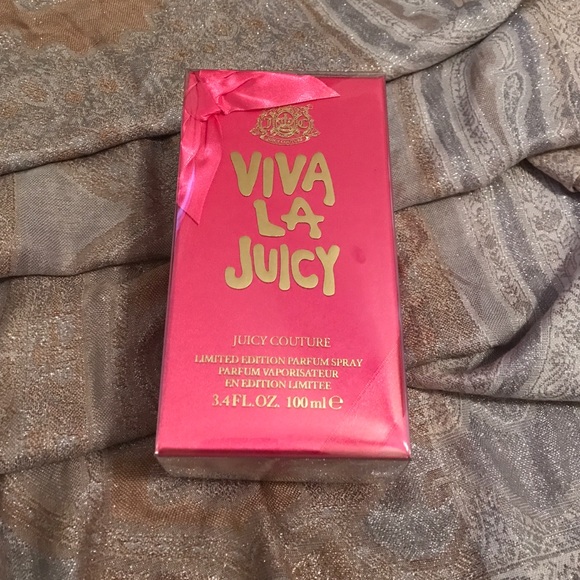 VIVA
LA
JUICY
JUICY COUTURE
LIMITED EDITION PARFUM SPRAY
PARFUM VAPORISATEUR
EN EDITION LIMITEE
3.4 FL.OZ. 100 ml ℮